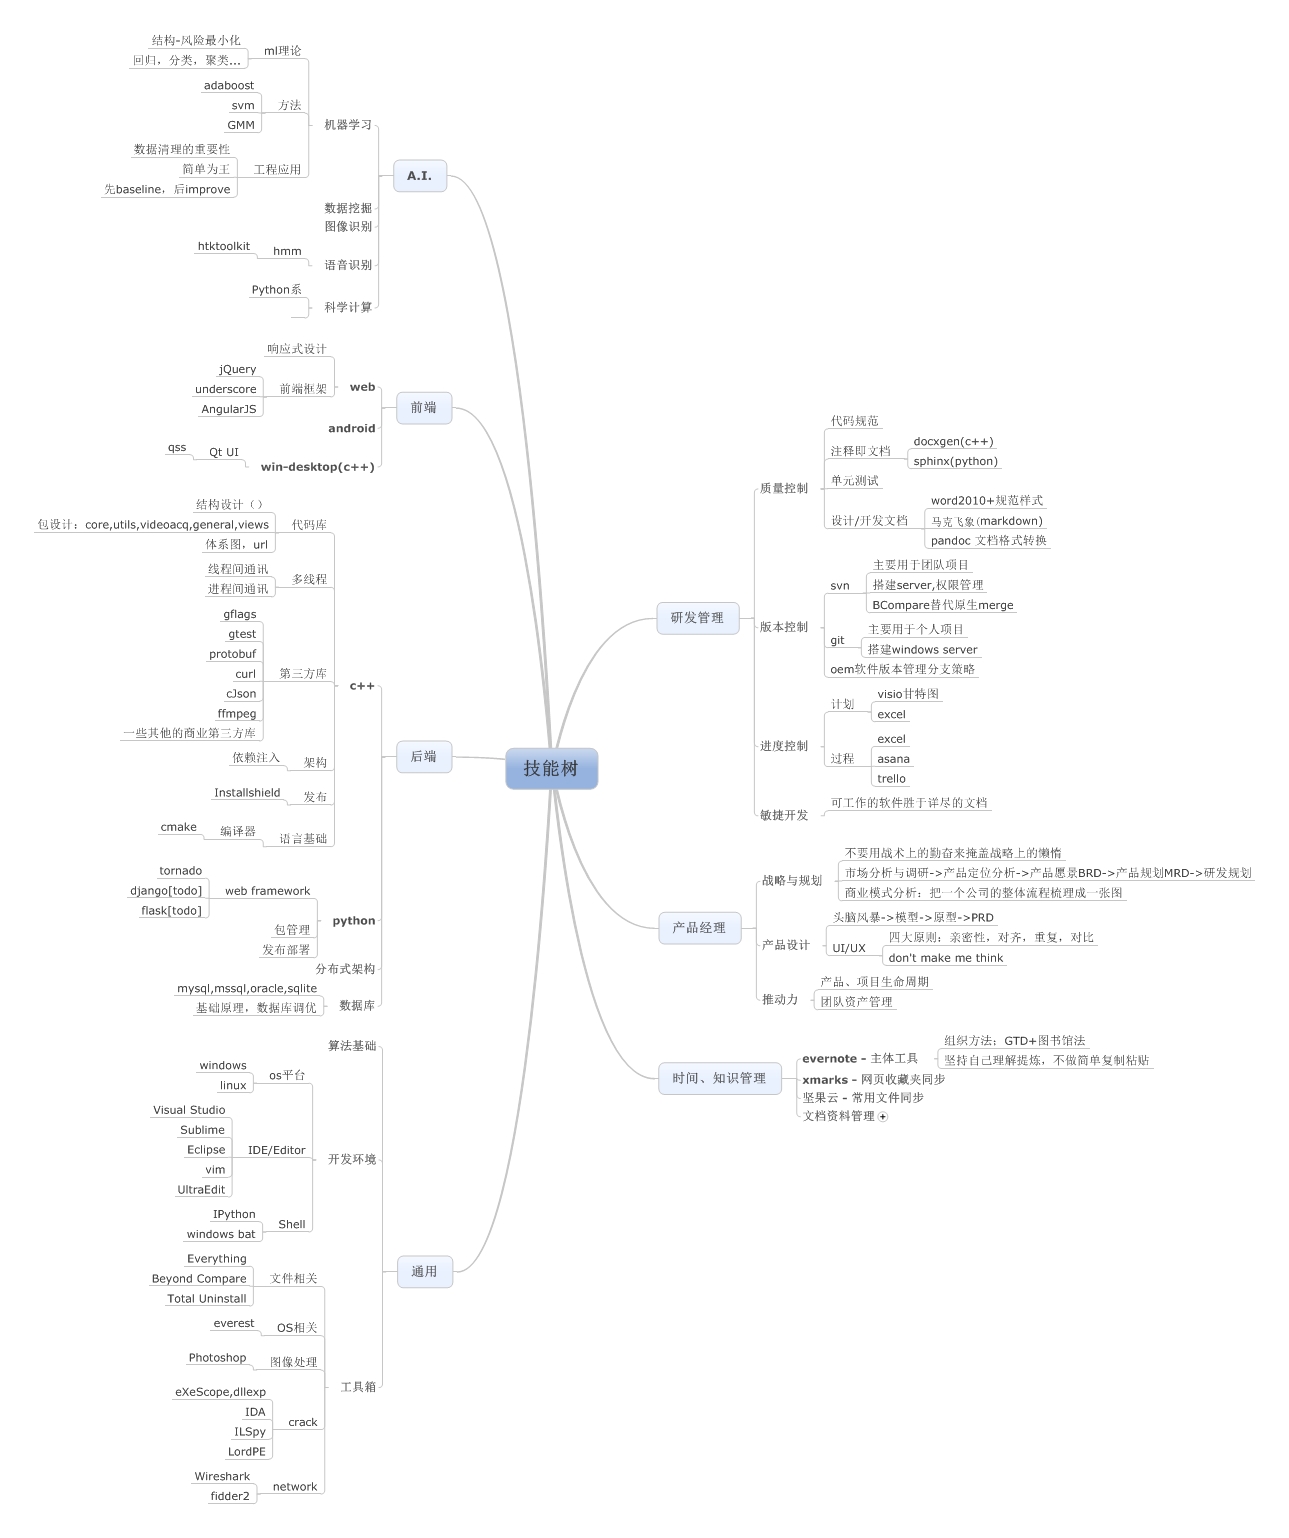 技能树
A.I.
机器学习
ml理论
结构-风险最小化
回归，分类，聚类...
方法
adaboost
svm
GMM
工程应用
数据清理的重要性
简单为王
先baseline，后improve
数据挖掘
图像识别
语音识别
hmm
htktoolkit
科学计算
Python系
前端
web
响应式设计
前端框架
jQuery
underscore
AngularJS
android
win-desktop(c++)
Qt UI
qss
后端
c++
代码库
结构设计（）
包设计：core,utils,videoacq,general,views
体系图，url
多线程
线程间通讯
进程间通讯
第三方库
gflags
gtest
protobuf
curl
cJson
ffmpeg
一些其他的商业第三方库
架构
依赖注入
发布
Installshield
语言基础
编译器
cmake
python
web framework
tornado
django[todo]
flask[todo]
包管理
发布部署
分布式架构
数据库
mysql,mssql,oracle,sqlite
基础原理，数据库调优
通用
算法基础
开发环境
os平台
windows
linux
IDE/Editor
Visual Studio
Sublime
Eclipse
vim
UltraEdit
Shell
IPython
windows bat
工具箱
文件相关
Everything
Beyond Compare
Total Uninstall
OS相关
everest
图像处理
Photoshop
crack
eXeScope,dllexp
IDA
ILSpy
LordPE
network
Wireshark
fidder2
研发管理
质量控制
代码规范
注释即文档
docxgen(c++)
sphinx(python)
单元测试
设计/开发文档
word2010+规范样式
马克飞象(markdown)
pandoc 文档格式转换
版本控制
svn
主要用于团队项目
搭建server,权限管理
BCompare替代原生merge
git
主要用于个人项目
搭建windows server
oem软件版本管理分支策略
进度控制
计划
visio甘特图
excel
过程
excel
asana
trello
敏捷开发
可工作的软件胜于详尽的文档
产品经理
战略与规划
不要用战术上的勤奋来掩盖战略上的懒惰
市场分析与调研->产品定位分析->产品愿景BRD->产品规划MRD->研发规划
商业模式分析：把一个公司的整体流程梳理成一张图
产品设计
头脑风暴->模型->原型->PRD
UI/UX
四大原则：亲密性，对齐，重复，对比
don't make me think
推动力
产品、项目生命周期
团队资产管理
时间、知识管理
evernote – 主体工具
组织方法；GTD+图书馆法
坚持自己理解提炼，不做简单复制粘贴
xmarks – 网页收藏夹同步
坚果云 – 常用文件同步
文档资料管理